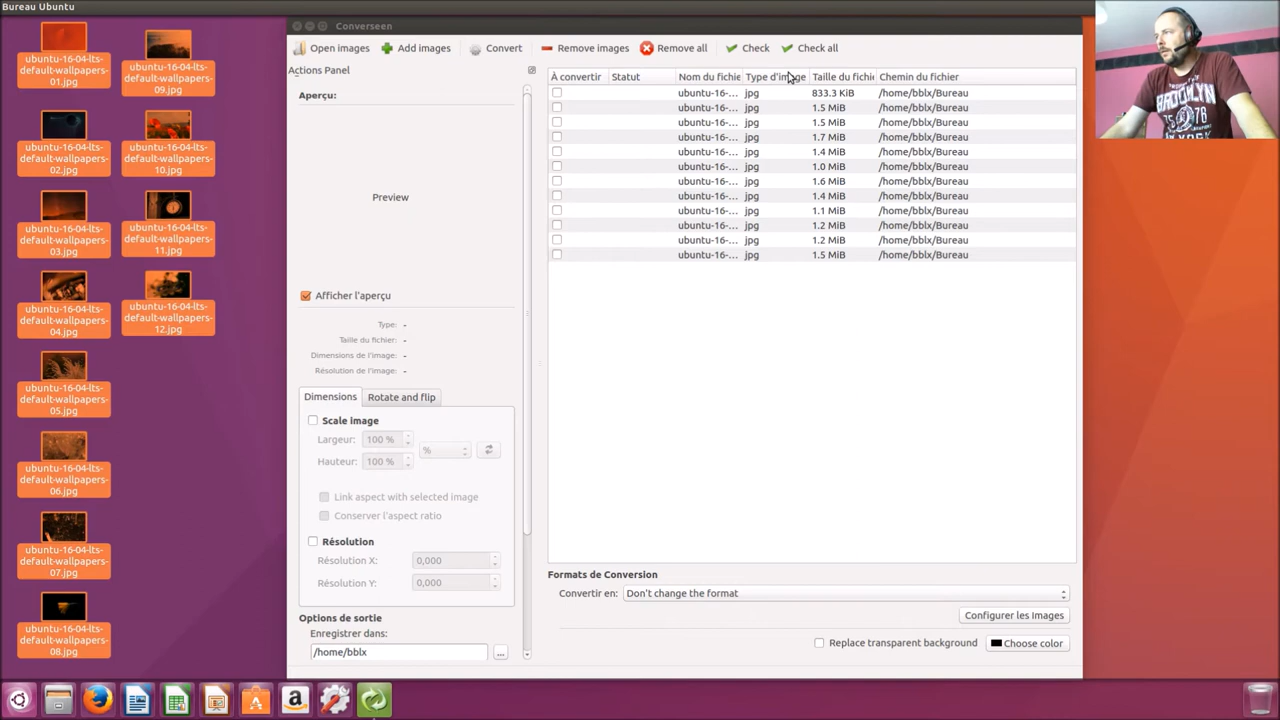 Bureau Ubuntu
ubuntu-16-04-lts-
default-wallpapers-
01.jpg
ubuntu-16-04-lts-
default-wallpapers-
09.jpg
ubuntu-16-04-lts-
default-wallpapers-
02.jpg
ubuntu-16-04-lts-
default-wallpapers-
10.jpg
ubuntu-16-04-lts-
default-wallpapers-
03.jpg
ubuntu-16-04-lts-
default-wallpapers-
11.jpg
ubuntu-16-04-lts-
default-wallpapers-
04.jpg
ubuntu-16-04-lts-
default-wallpapers-
12.jpg
ubuntu-16-04-lts-
default-wallpapers-
05.jpg
ubuntu-16-04-lts-
default-wallpapers-
06.jpg
ubuntu-16-04-lts-
default-wallpapers-
07.jpg
ubuntu-16-04-lts-
default-wallpapers-
08.jpg
Converseen
Open images Add images Convert Remove images Remove all Check Check all
Actions Panel
Aperçu:
Preview
Afficher l'aperçu
Type: -
Taille du fichier: -
Dimensions de l'image: -
Résolution de l'image: -
Dimensions Rotate and flip
Scale image
Largeur: 100 % %
Hauteur: 100 %
Link aspect with selected image
Conserver l'aspect ratio
Résolution
Résolution X: 0,000
Résolution Y: 0,000
Options de sortie
Enregistrer dans:
/home/bblx ...
À convertir Statut Nom du fichie Type d'image Taille du fichi Chemin du fichier
ubuntu-16-... jpg 833.3 KiB /home/bblx/Bureau
ubuntu-16-... jpg 1.5 MiB /home/bblx/Bureau
ubuntu-16-... jpg 1.5 MiB /home/bblx/Bureau
ubuntu-16-... jpg 1.7 MiB /home/bblx/Bureau
ubuntu-16-... jpg 1.4 MiB /home/bblx/Bureau
ubuntu-16-... jpg 1.0 MiB /home/bblx/Bureau
ubuntu-16-... jpg 1.6 MiB /home/bblx/Bureau
ubuntu-16-... jpg 1.4 MiB /home/bblx/Bureau
ubuntu-16-... jpg 1.1 MiB /home/bblx/Bureau
ubuntu-16-... jpg 1.2 MiB /home/bblx/Bureau
ubuntu-16-... jpg 1.2 MiB /home/bblx/Bureau
ubuntu-16-... jpg 1.5 MiB /home/bblx/Bureau
Formats de Conversion
Convertir en: Don't change the format
Configurer les Images
Replace transparent background Choose color
BROOKLYN
76